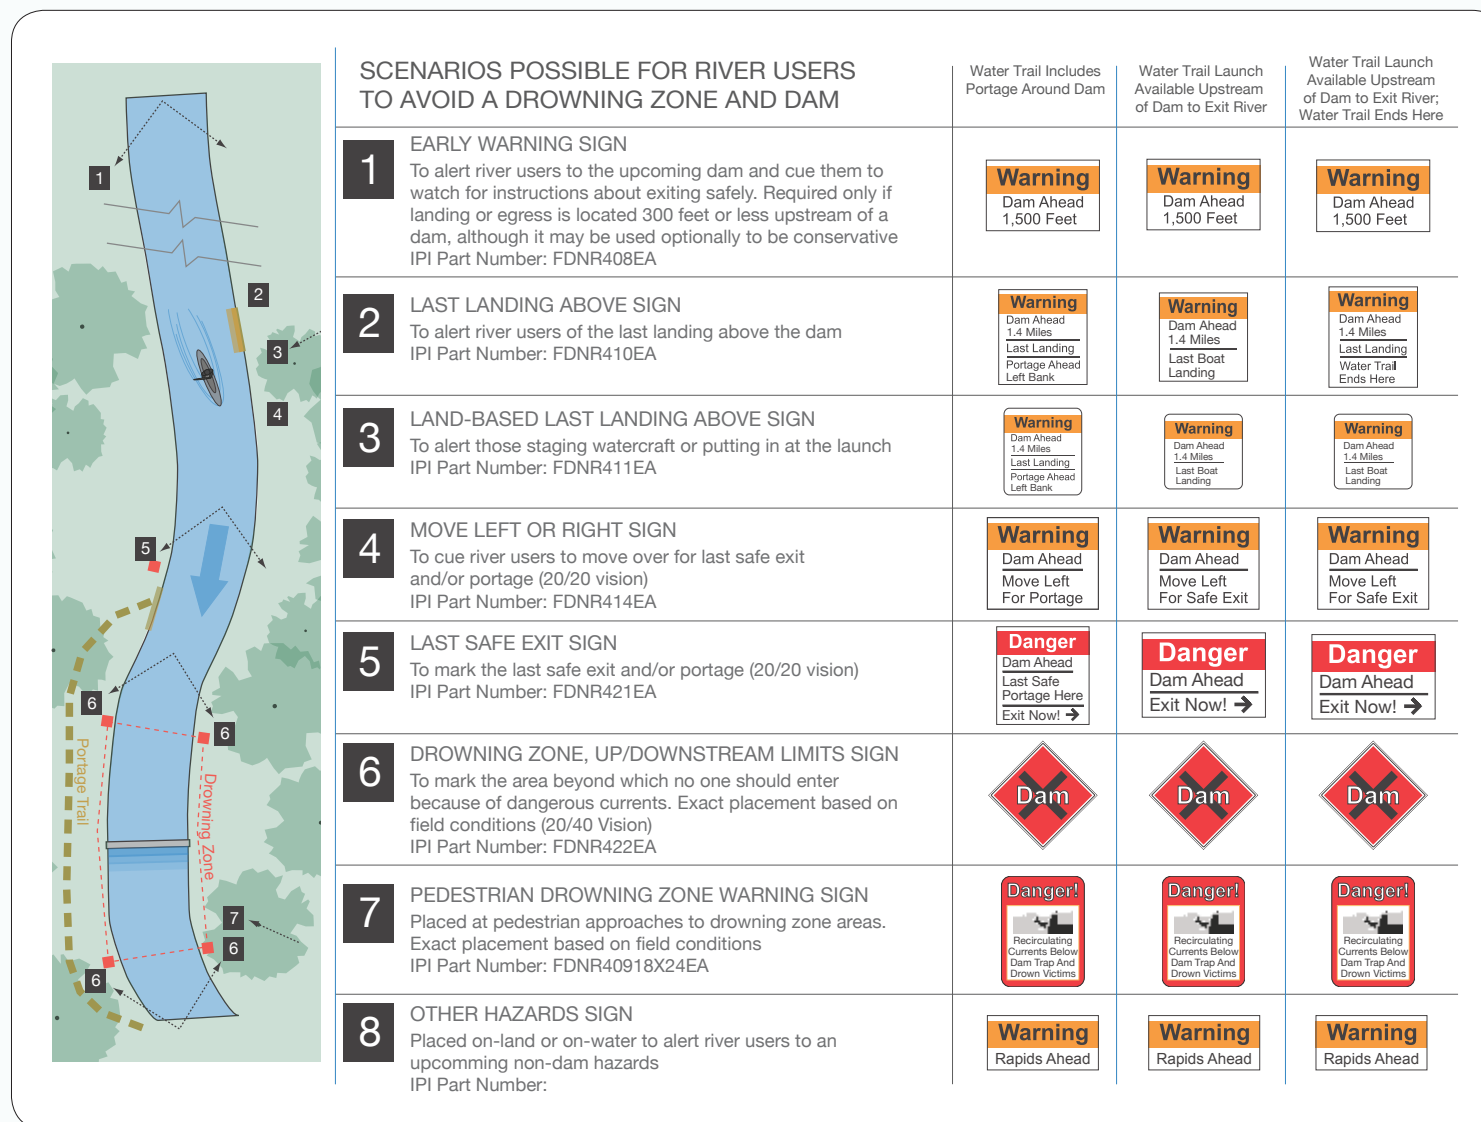 SCENARIOS POSSIBLE FOR RIVER USERS
TO AVOID A DROWNING ZONE AND DAM
Water Trail Includes
Portage Around Dam
Water Trail Launch
Available Upstream
of Dam to Exit River
Water Trail Launch
Available Upstream
of Dam to Exit River;
Water Trail Ends Here
1
EARLY WARNING SIGN
To alert river users to the upcoming dam and cue them to
watch for instructions about exiting safely. Required only if
landing or egress is located 300 feet or less upstream of a
dam, although it may be used optionally to be conservative
IPI Part Number: FDNR408EA
Warning
Dam Ahead
1,500 Feet
Warning
Dam Ahead
1,500 Feet
Warning
Dam Ahead
1,500 Feet
2
LAST LANDING ABOVE SIGN
To alert river users of the last landing above the dam
IPI Part Number: FDNR410EA
Warning
Dam Ahead
1.4 Miles
Last Landing
Portage Ahead
Left Bank
Warning
Dam Ahead
1.4 Miles
Last Boat
Landing
Warning
Dam Ahead
1.4 Miles
Last Landing
Water Trail
Ends Here
3
LAND-BASED LAST LANDING ABOVE SIGN
To alert those staging watercraft or putting in at the launch
IPI Part Number: FDNR411EA
Warning
Dam Ahead
1.4 Miles
Last Landing
Portage Ahead
Left Bank
Warning
Dam Ahead
1.4 Miles
Last Boat
Landing
Warning
Dam Ahead
1.4 Miles
Last Boat
Landing
4
MOVE LEFT OR RIGHT SIGN
To cue river users to move over for last safe exit
and/or portage (20/20 vision)
IPI Part Number: FDNR414EA
Warning
Dam Ahead
Move Left
For Portage
Warning
Dam Ahead
Move Left
For Safe Exit
Warning
Dam Ahead
Move Left
For Safe Exit
5
LAST SAFE EXIT SIGN
To mark the last safe exit and/or portage (20/20 vision)
IPI Part Number: FDNR421EA
Danger
Dam Ahead
Last Safe
Portage Here
Exit Now! →
Danger
Dam Ahead
Exit Now! →
Danger
Dam Ahead
Exit Now! →
6
DROWNING ZONE, UP/DOWNSTREAM LIMITS SIGN
To mark the area beyond which no one should enter
because of dangerous currents. Exact placement based on
field conditions (20/40 Vision)
IPI Part Number: FDNR422EA
Dam
Dam
Dam
7
PEDESTRIAN DROWNING ZONE WARNING SIGN
Placed at pedestrian approaches to drowning zone areas.
Exact placement based on field conditions
IPI Part Number: FDNR40918X24EA
Danger!
Recirculating
Currents Below
Dam Trap And
Drown Victims
Danger!
Recirculating
Currents Below
Dam Trap And
Drown Victims
Danger!
Recirculating
Currents Below
Dam Trap And
Drown Victims
8
OTHER HAZARDS SIGN
Placed on-land or on-water to alert river users to an
upcomming non-dam hazards
IPI Part Number:
Warning
Rapids Ahead
Warning
Rapids Ahead
Warning
Rapids Ahead
1
2
3
4
5
6
6
Portage Trail
Drowning Zone
7
6
6